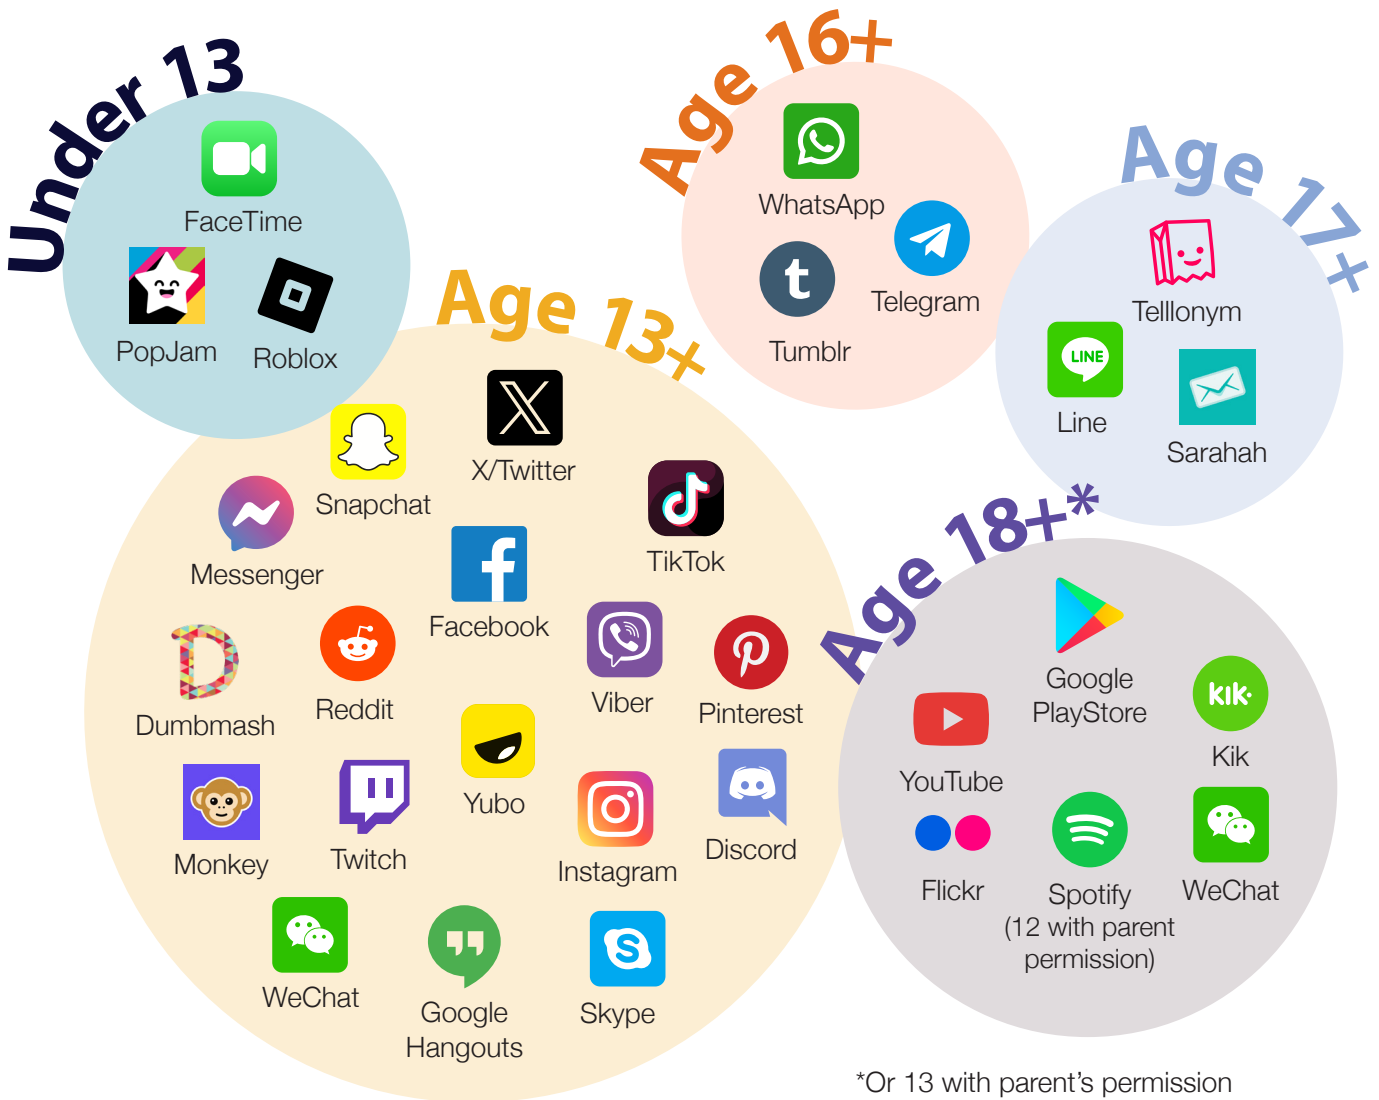 Under 13
FaceTime
PopJam
Roblox
Age 13+
Snapchat
X/Twitter
TikTok
Messenger
Facebook
Dumbmash
Reddit
Viber
Pinterest
Monkey
Twitch
Yubo
Instagram
Discord
WeChat
Google
Hangouts
Skype
Age 16+
WhatsApp
Telegram
t
Tumblr
Age 17+
Telllonym
LINE
Line
Sarahah
Age 18+*
Google
PlayStore
YouTube
kik
Kik
Flickr
Spotify
(12 with parent
permission)
WeChat
*Or 13 with parent's permission